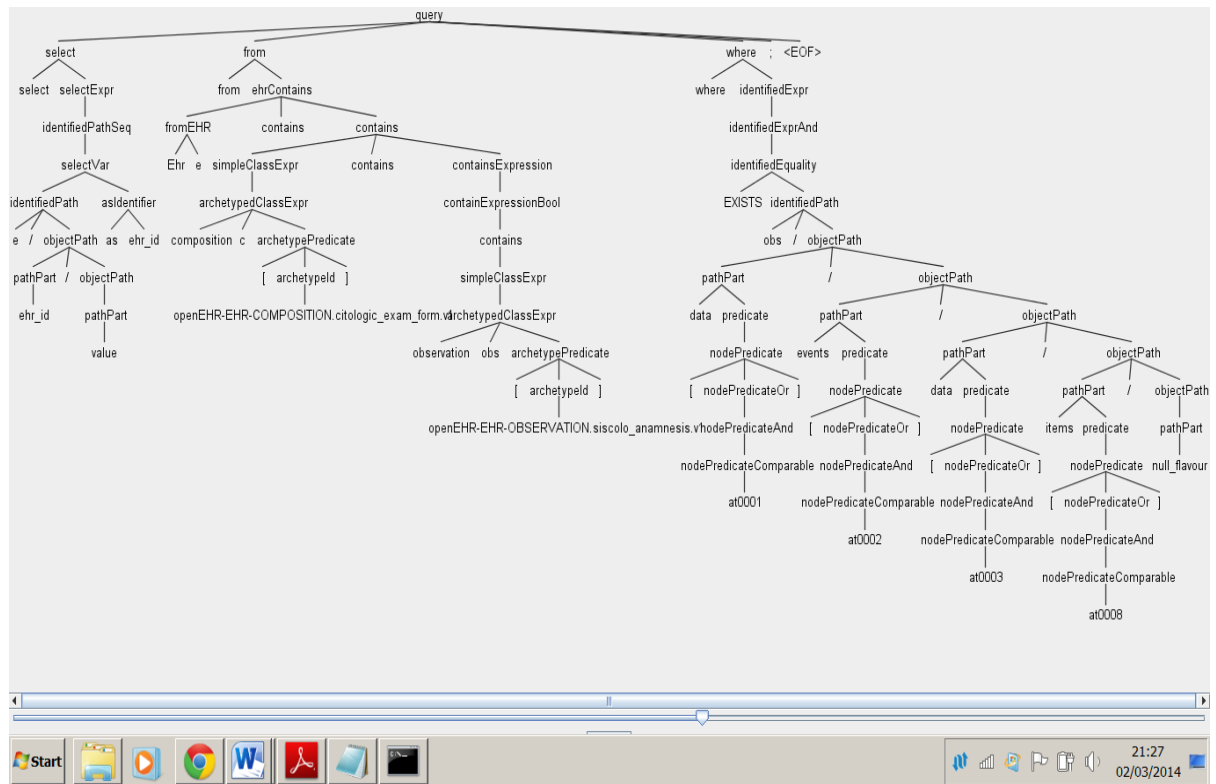 query
select from where ; <EOF>
select selectExpr from ehrContains where identifiedExpr
identifiedPathSeq fromEHR contains contains identifiedExprAnd
selectVar Ehr e simpleClassExpr contains containsExpression identifiedEquality
identifiedPath asIdentifier archetypedClassExpr containExpressionBool EXISTS identifiedPath
e / objectPath as ehr_id composition c archetypePredicate contains obs / objectPath
pathPart / objectPath [ archetypeId ] simpleClassExpr pathPart / objectPath
ehr_id pathPart openEHR-EHR-COMPOSITION.citologic_exam_form.v1 archetypedClassExpr data predicate pathPart / objectPath
value observation obs archetypePredicate nodePredicate events predicate pathPart / objectPath
[ archetypeId ] [ nodePredicateOr ] nodePredicate data predicate pathPart / objectPath
openEHR-EHR-OBSERVATION.siscolo_anamnesis.v1 nodePredicateAnd [ nodePredicateOr ] nodePredicate items predicate pathPart
nodePredicateComparable nodePredicateAnd [ nodePredicateOr ] nodePredicate null_flavour
at0001 nodePredicateComparable nodePredicateAnd [ nodePredicateOr ]
at0002 nodePredicateComparable nodePredicateAnd
at0003 nodePredicateComparable
at0008
Start
21:27
02/03/2014